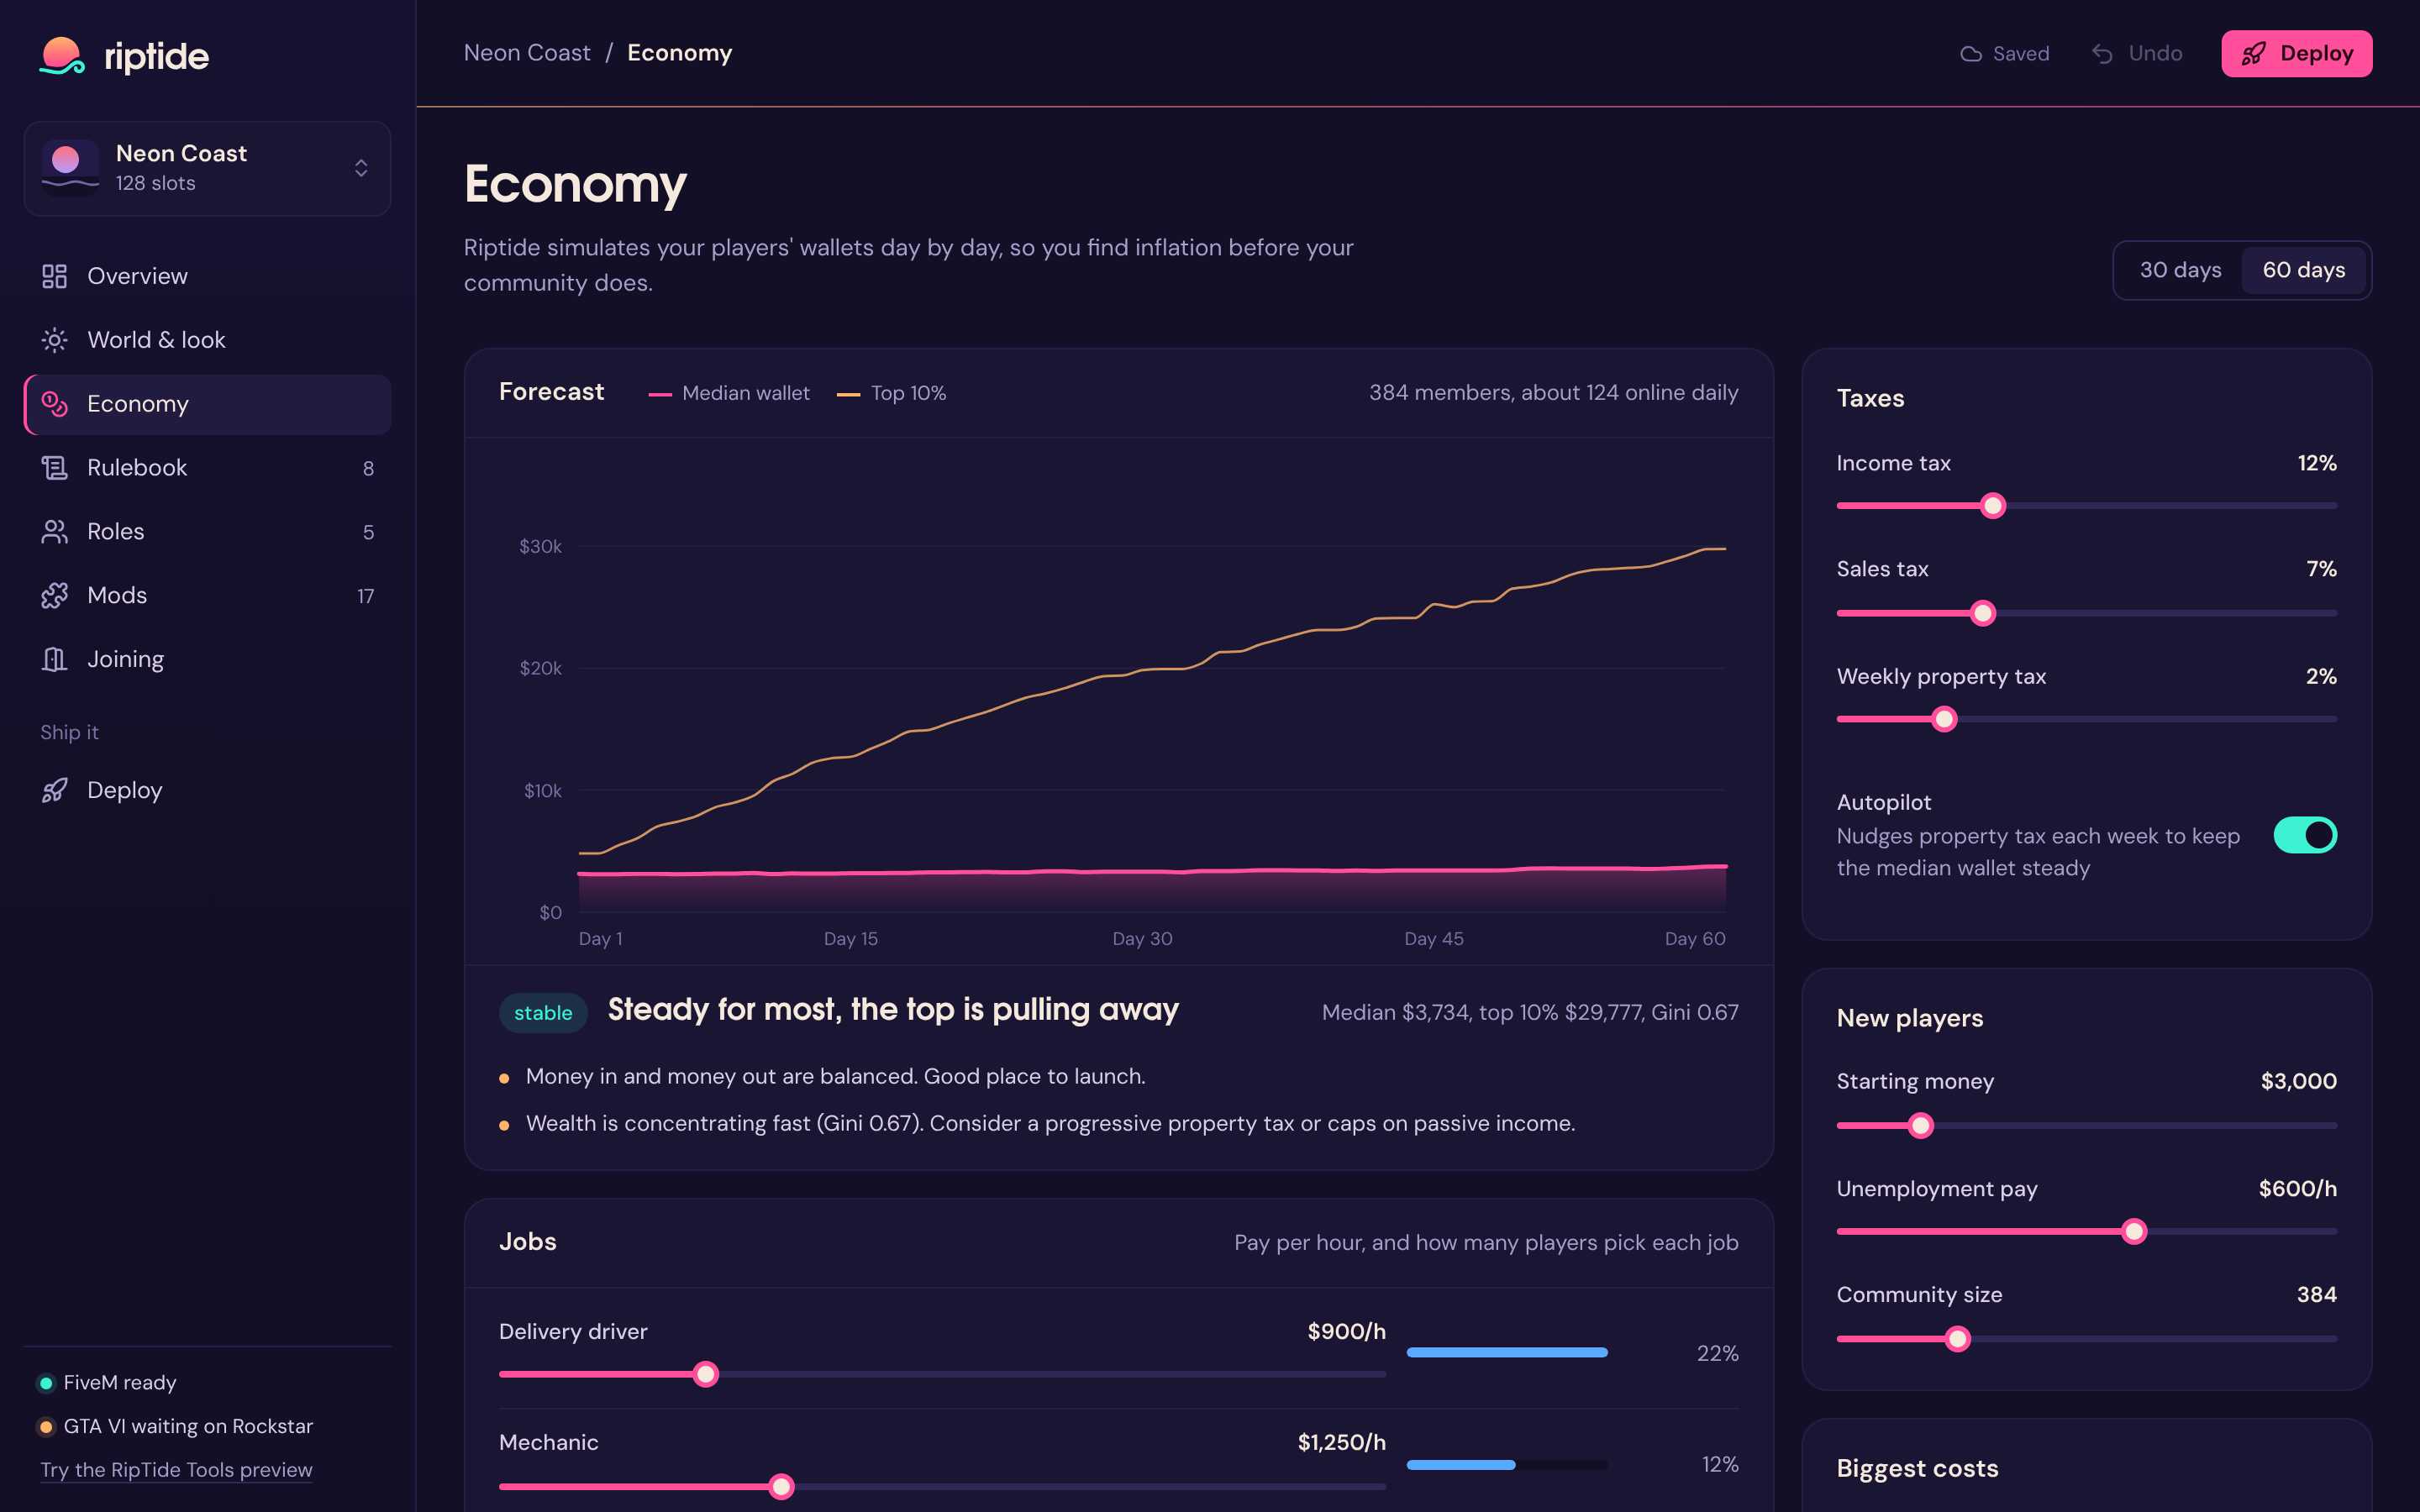 riptide
Neon Coast
128 slots
Overview
World & look
Economy
Rulebook 8
Roles 5
Mods 17
Joining
Ship it
Deploy
FiveM ready
GTA VI waiting on Rockstar
Try the RipTide Tools preview
Neon Coast / Economy
Saved
Undo
Deploy
Economy
Riptide simulates your players' wallets day by day, so you find inflation before your
community does.
30 days 60 days
Forecast Median wallet Top 10% 384 members, about 124 online daily
$30k
$20k
$10k
$0
Day 1 Day 15 Day 30 Day 45 Day 60
stable Steady for most, the top is pulling away Median $3,734, top 10% $29,777, Gini 0.67
Money in and money out are balanced. Good place to launch.
Wealth is concentrating fast (Gini 0.67). Consider a progressive property tax or caps on passive income.
Jobs Pay per hour, and how many players pick each job
Delivery driver $900/h 22%
Mechanic $1,250/h 12%
Taxes
Income tax 12%
Sales tax 7%
Weekly property tax 2%
Autopilot
Nudges property tax each week to keep
the median wallet steady
New players
Starting money $3,000
Unemployment pay $600/h
Community size 384
Biggest costs